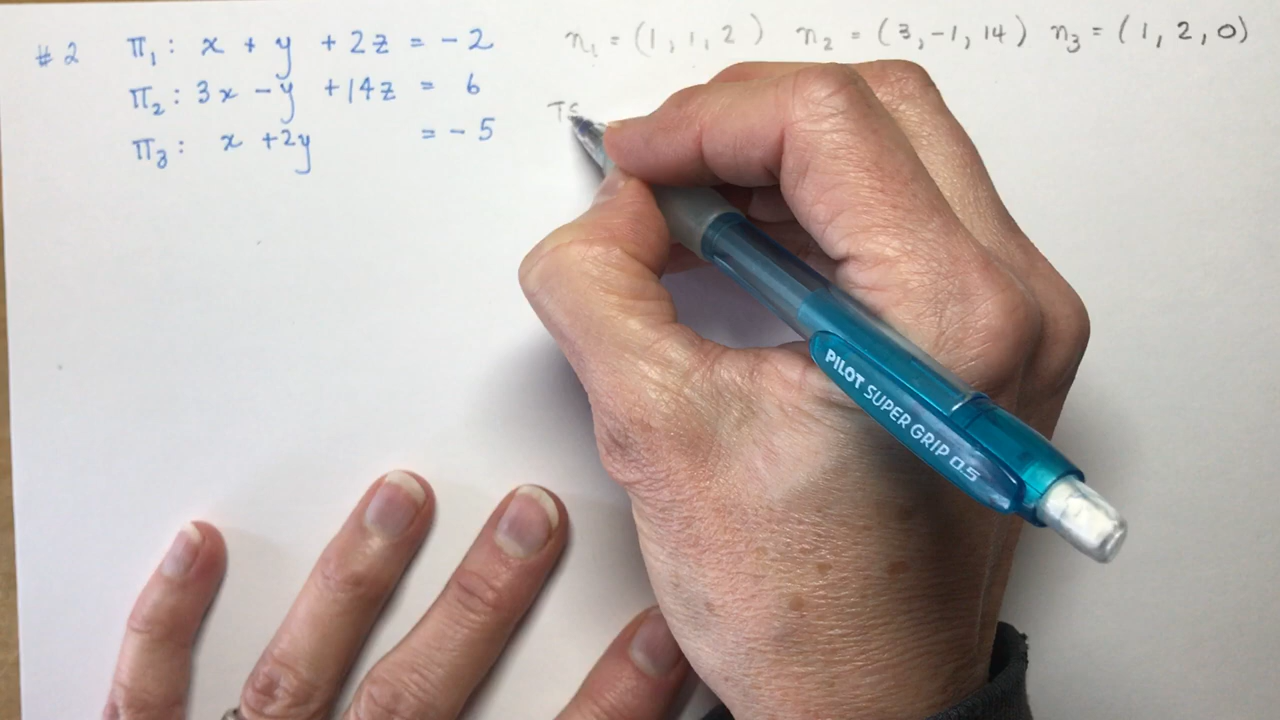 #2 π₁: x + y + 2z = -2
n₁ = (1, 1, 2) n₂ = (3, -1, 14) n₃ = (1, 2, 0)
π₂: 3x - y + 14z = 6
π₃: x + 2y = -5
PILOT SUPER GRIP 0.5